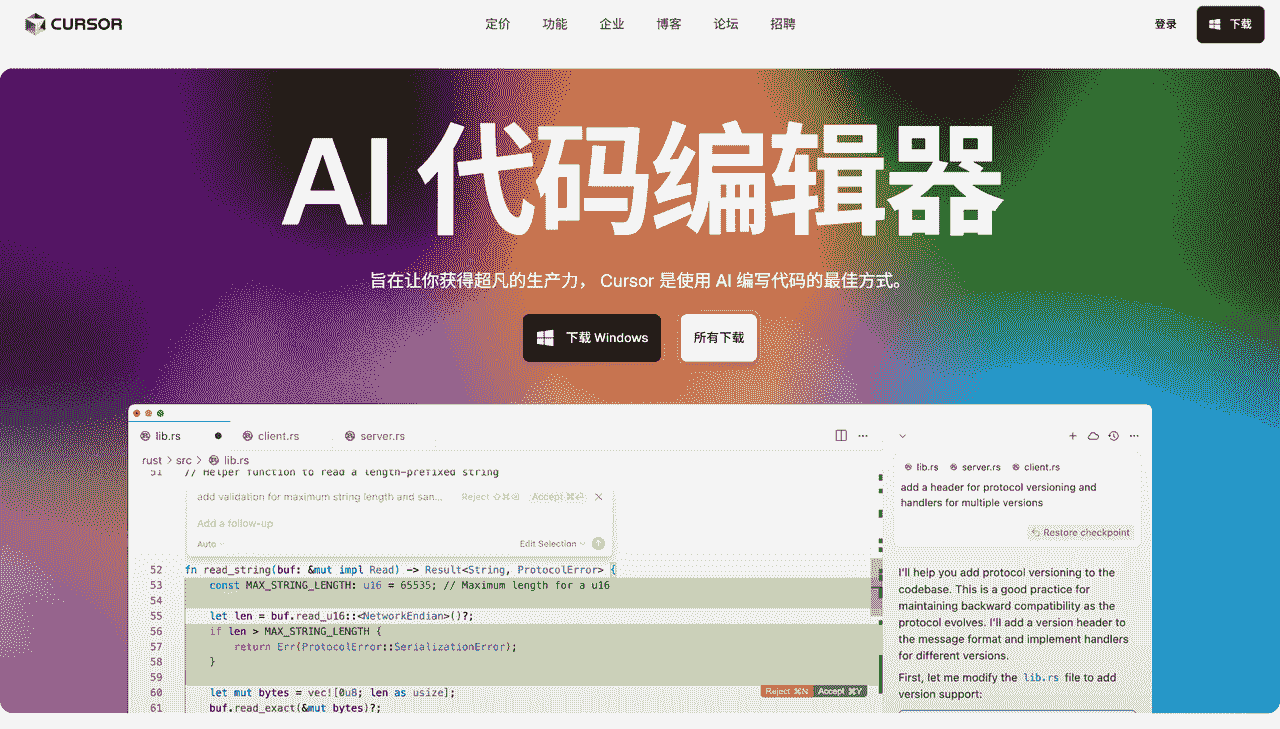 CURSOR
定价 功能 企业 博客 论坛 招聘
登录 下载
AI 代码编辑器
旨在让你获得超凡的生产力， Cursor 是使用 AI 编写代码的最佳方式。
下载 Windows 所有下载
lib.rs client.rs server.rs
rust > src > lib.rs
51 // Helper function to read a length-prefixed string
add validation for maximum string length and san... Reject ⇧⌘⌫ Accept ⌘⏎
Add a follow-up
Auto Edit Selection
52 fn read_string(buf: &mut impl Read) -> Result<String, ProtocolError> {
53 const MAX_STRING_LENGTH: u16 = 65535; // Maximum length for a u16
54
55 let len = buf.read_u16::<NetworkEndian>()?;
56 if len > MAX_STRING_LENGTH {
57 return Err(ProtocolError::SerializationError);
58 }
59
60 let mut bytes = vec![0u8; len as usize];
61 buf.read_exact(&mut bytes)?;
Reject ⌘N Accept ⌘Y
lib.rs server.rs client.rs
add a header for protocol versioning and
handlers for multiple versions
Restore checkpoint
I'll help you add protocol versioning to the
codebase. This is a good practice for
maintaining backward compatibility as the
protocol evolves. I'll add a version header to
the message format and implement handlers
for different versions.
First, let me modify the lib.rs file to add
version support: